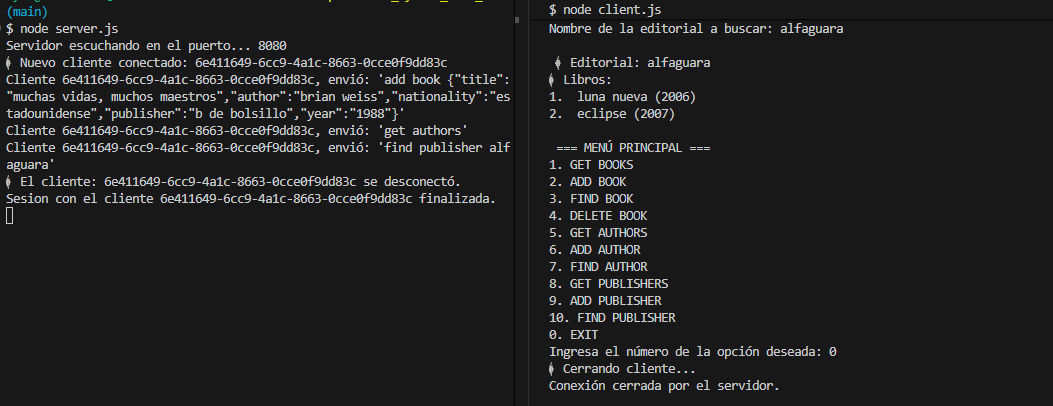 (main)
$ node server.js
Servidor escuchando en el puerto... 8080
Nuevo cliente conectado: 6e411649-6cc9-4a1c-8663-0cce0f9dd83c
Cliente 6e411649-6cc9-4a1c-8663-0cce0f9dd83c, envió: 'add book {"title":
"muchas vidas, muchos maestros","author":"brian weiss","nationality":"es
tadounidense","publisher":"b de bolsillo","year":"1988"}'
Cliente 6e411649-6cc9-4a1c-8663-0cce0f9dd83c, envió: 'get authors'
Cliente 6e411649-6cc9-4a1c-8663-0cce0f9dd83c, envió: 'find publisher alf
aguara'
El cliente: 6e411649-6cc9-4a1c-8663-0cce0f9dd83c se desconectó.
Sesion con el cliente 6e411649-6cc9-4a1c-8663-0cce0f9dd83c finalizada.
$ node client.js
Nombre de la editorial a buscar: alfaguara
Editorial: alfaguara
Libros:
1.  luna nueva (2006)
2.  eclipse (2007)
=== MENÚ PRINCIPAL ===
1. GET BOOKS
2. ADD BOOK
3. FIND BOOK
4. DELETE BOOK
5. GET AUTHORS
6. ADD AUTHOR
7. FIND AUTHOR
8. GET PUBLISHERS
9. ADD PUBLISHER
10. FIND PUBLISHER
0. EXIT
Ingresa el número de la opción deseada: 0
Cerrando cliente...
Conexión cerrada por el servidor.